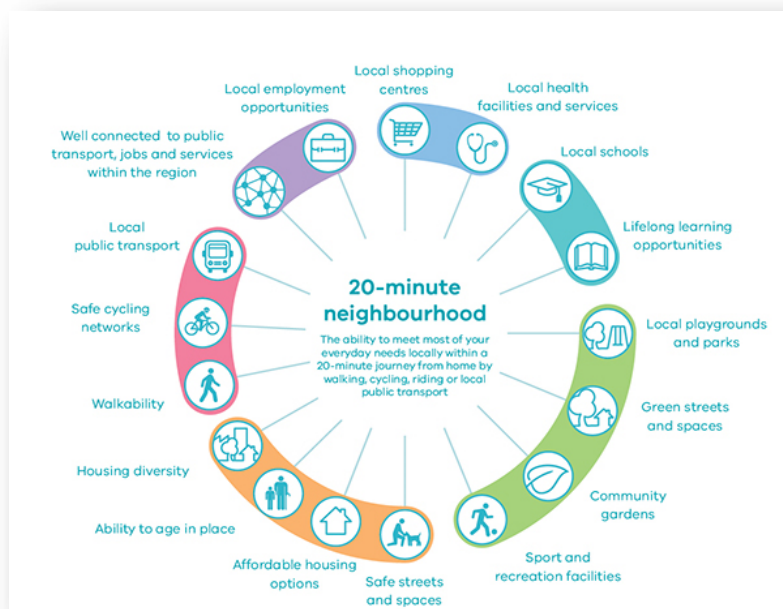 Local shopping
centres
Local health
facilities and services
Local schools
Lifelong learning
opportunities
Local playgrounds
and parks
Green streets
and spaces
Community
gardens
Sport and
recreation facilities
Safe streets
and spaces
Affordable housing
options
Ability to age in place
Housing diversity
Walkability
Safe cycling
networks
Local
public transport
Well connected to public
transport, jobs and services
within the region
Local employment
opportunities
20-minute
neighbourhood
The ability to meet most of your
everyday needs locally within a
20-minute journey from home by
walking, cycling, riding or local
public transport